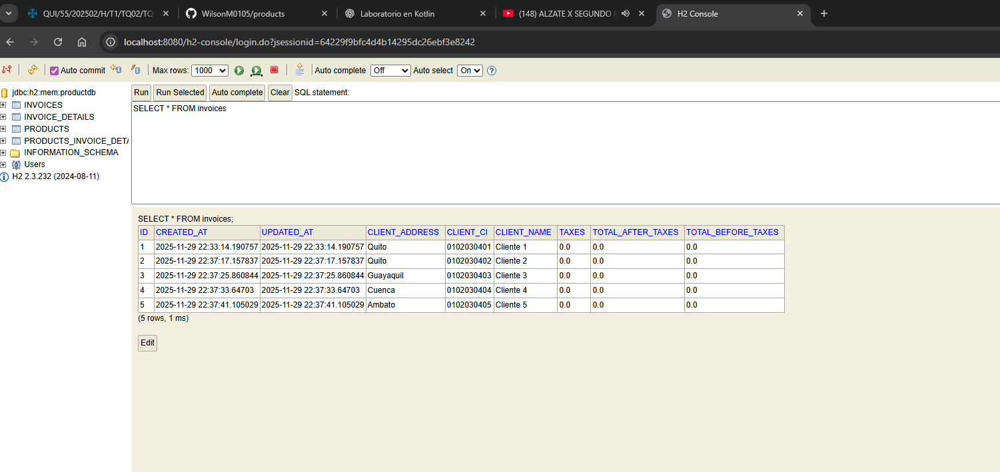 QUI/55/202502/H/T1/TQ02/TQ
WilsonM0105/products
Laboratorio en Kotlin
(148) ALZATE X SEGUNDO
H2 Console
localhost:8080/h2-console/login.do?jsessionid=64229f9bfc4d4b14295dc26ebf3e8242
Auto commit Max rows: 1000 Auto complete Off Auto select On
jdbc:h2:mem:productdb
INVOICES
INVOICE_DETAILS
PRODUCTS
PRODUCTS_INVOICE_DETA
INFORMATION_SCHEMA
Users
H2 2.3.232 (2024-08-11)
Run Run Selected Auto complete Clear SQL statement:
SELECT * FROM invoices
SELECT * FROM invoices;
ID CREATED_AT UPDATED_AT CLIENT_ADDRESS CLIENT_CI CLIENT_NAME TAXES TOTAL_AFTER_TAXES TOTAL_BEFORE_TAXES
1 2025-11-29 22:33:14.190757 2025-11-29 22:33:14.190757 Quito 0102030401 Cliente 1 0.0 0.0 0.0
2 2025-11-29 22:37:17.157837 2025-11-29 22:37:17.157837 Quito 0102030402 Cliente 2 0.0 0.0 0.0
3 2025-11-29 22:37:25.860844 2025-11-29 22:37:25.860844 Guayaquil 0102030403 Cliente 3 0.0 0.0 0.0
4 2025-11-29 22:37:33.64703 2025-11-29 22:37:33.64703 Cuenca 0102030404 Cliente 4 0.0 0.0 0.0
5 2025-11-29 22:37:41.105029 2025-11-29 22:37:41.105029 Ambato 0102030405 Cliente 5 0.0 0.0 0.0
(5 rows, 1 ms)
Edit